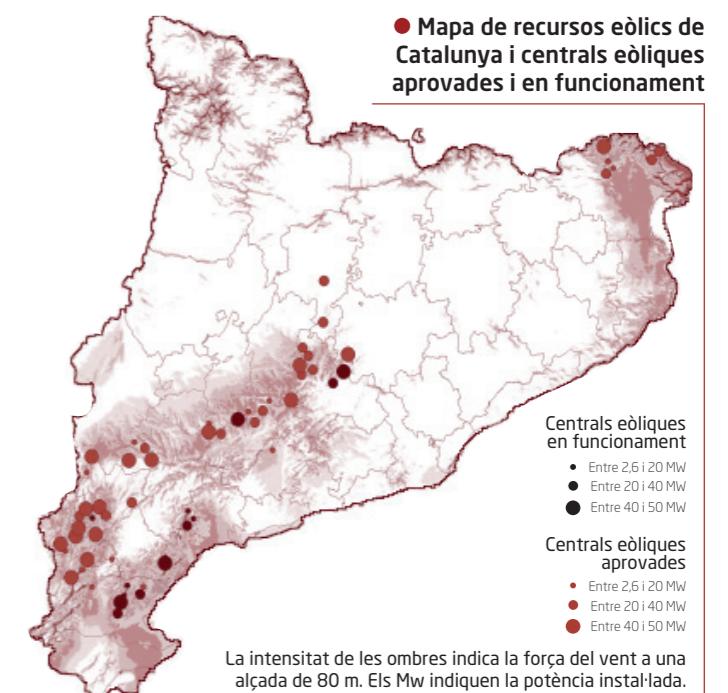 Mapa de recursos eòlics de
Catalunya i centrals eòliques
aprovades i en funcionament
Centrals eòliques
en funcionament
Entre 2,6 i 20 MW
Entre 20 i 40 MW
Entre 40 i 50 MW
Centrals eòliques
aprovades
Entre 2,6 i 20 MW
Entre 20 i 40 MW
Entre 40 i 50 MW
La intensitat de les ombres indica la força del vent a una
alçada de 80 m. Els Mw indiquen la potència instal·lada.